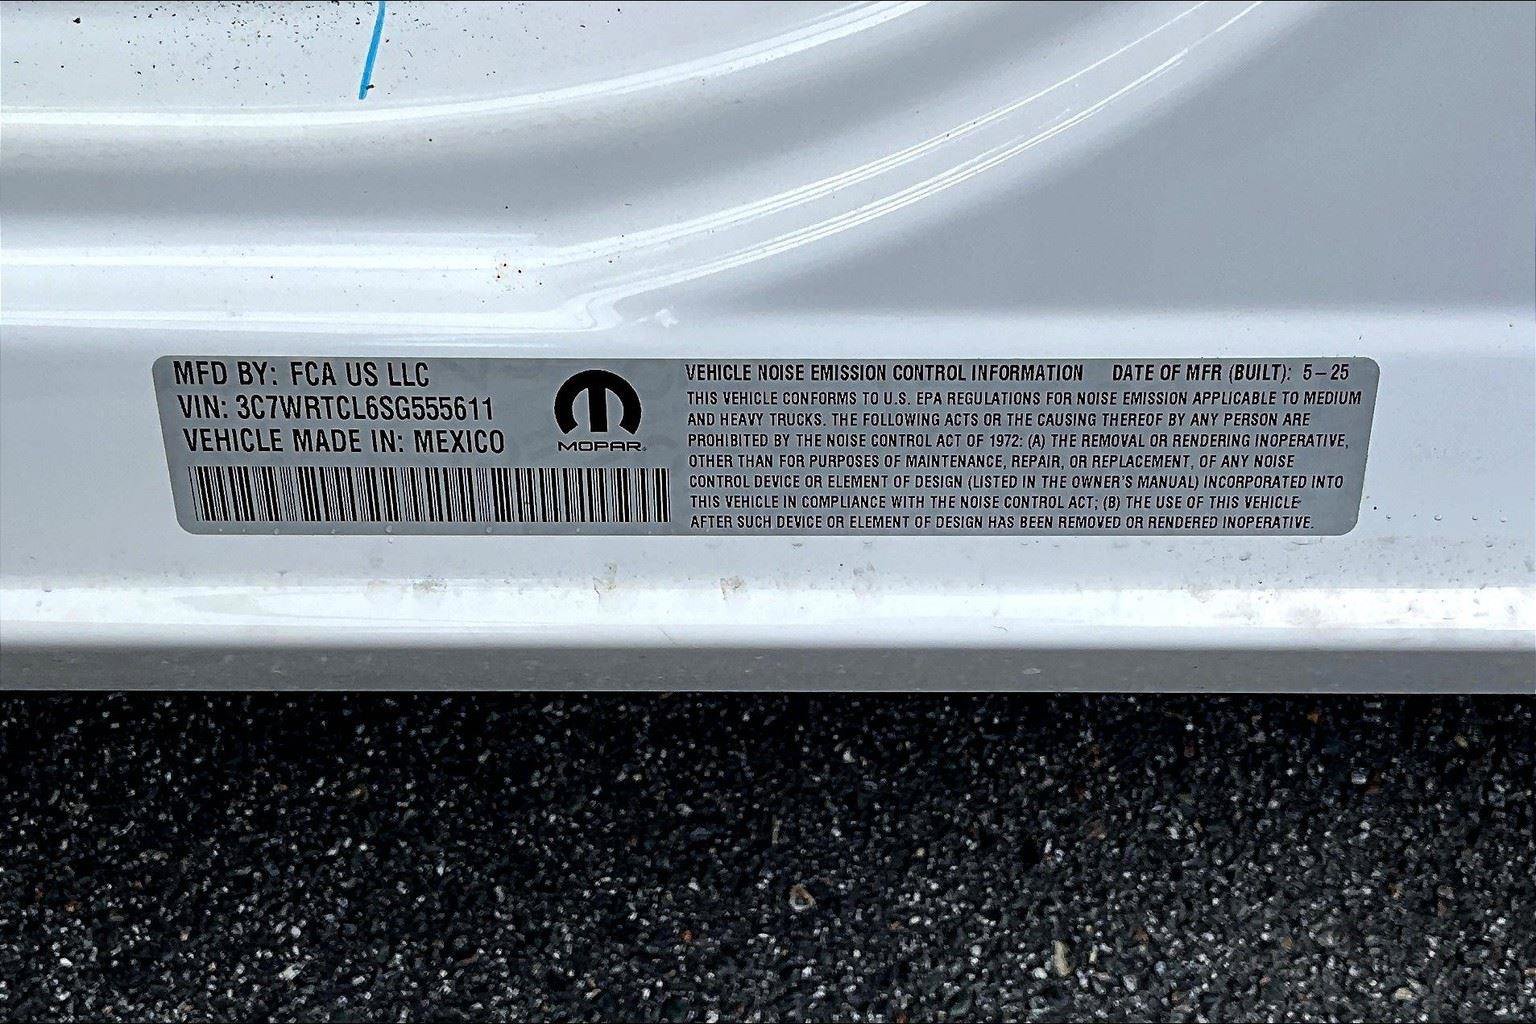 MFD BY: FCA US LLC
VIN: 3C7WRTCL6SG555611
VEHICLE MADE IN: MEXICO
MOPAR.
VEHICLE NOISE EMISSION CONTROL INFORMATION DATE OF MFR (BUILT): 5-25
THIS VEHICLE CONFORMS TO U.S. EPA REGULATIONS FOR NOISE EMISSION APPLICABLE TO MEDIUM
AND HEAVY TRUCKS. THE FOLLOWING ACTS OR THE CAUSING THEREOF BY ANY PERSON ARE
PROHIBITED BY THE NOISE CONTROL ACT OF 1972: (A) THE REMOVAL OR RENDERING INOPERATIVE,
OTHER THAN FOR PURPOSES OF MAINTENANCE, REPAIR, OR REPLACEMENT, OF ANY NOISE
CONTROL DEVICE OR ELEMENT OF DESIGN (LISTED IN THE OWNER'S MANUAL) INCORPORATED INTO
THIS VEHICLE IN COMPLIANCE WITH THE NOISE CONTROL ACT; (B) THE USE OF THIS VEHICLE
AFTER SUCH DEVICE OR ELEMENT OF DESIGN HAS BEEN REMOVED OR RENDERED INOPERATIVE.